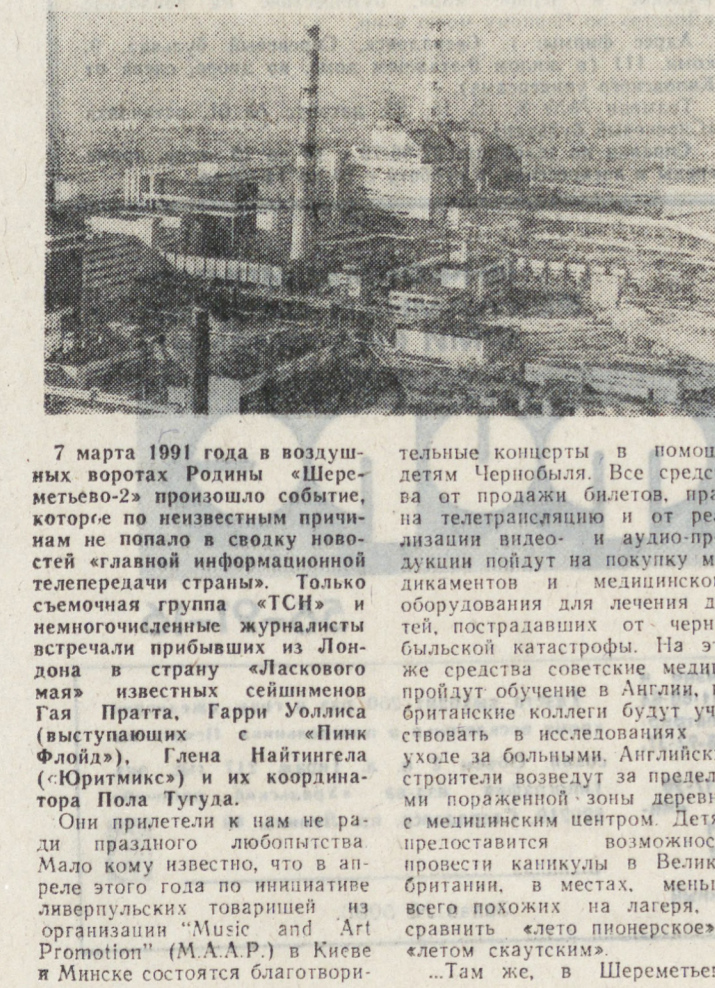 7 марта 1991 года в воздуш-
ных воротах Родины «Шере-
метьево-2» произошло событие,
которое по неизвестным причи-
нам не попало в сводку ново-
стей «главной информационной
телепередачи страны». Только
съемочная группа «ТСН» и
немногочисленные журналисты
встречали прибывших из Лон-
дона в страну «Ласкового
мая» известных сейшнменов
Гая Пратта, Гарри Уоллиса
(выступающих с «Пинк
Флойд»), Глена Найтингела
(«Юритмикс») и их координа-
тора Пола Тугуда.
Они прилетели к нам не ра-
ди праздного любопытства.
Мало кому известно, что в ап-
реле этого года по инициативе
ливерпульских товарищей из
организации "Music and Art
Promotion" (M.A.A.P.) в Киеве
и Минске состоятся благотвори-
тельные концерты в помощ
детям Чернобыля. Все средс
ва от продажи билетов, пра
на телетрансляцию и от реа
лизации видео- и аудио-пр
дукции пойдут на покупку м
дикаментов и медицинско
оборудования для лечения д
тей, пострадавших от черн
быльской катастрофы. На э
же средства советские меди
пройдут обучение в Англии,
британские коллеги будут уч
ствовать в исследованиях
уходе за больными. Английск
строители возведут за предел
ми пораженной зоны дерев
с медицинским центром. Детя
предоставится возможнос
провести каникулы в Велик
британии, в местах, мень
всего похожих на лагеря,
сравнить «лето пионерское»
«летом скаутским».
...Там же, в Шереметье